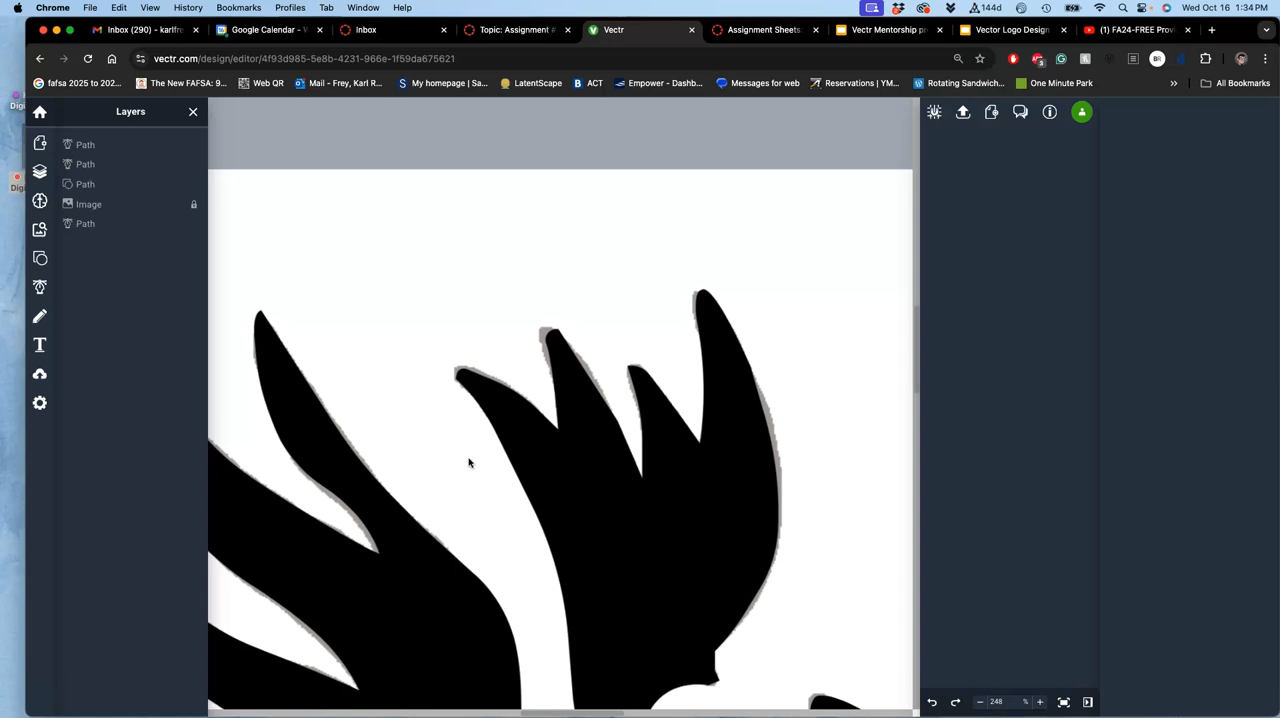 Chrome File Edit View History Bookmarks Profiles Tab Window Help 144d Wed Oct 16 1:34 PM
Inbox (290) - karlfre Google Calendar - Inbox Topic: Assignment # Vectr Assignment Sheets: Vectr Mentorship p Vector Logo Design (1) FA24-FREE Prov
vectr.com/design/editor/4f93d985-5e8b-4231-966e-1f59da675621
fafsa 2025 to 202... The New FAFSA: 9... Web QR Mail - Frey, Karl R... My homepage | Sa... LatentScape ACT Empower - Dashb... Messages for web Reservations | YM... Rotating Sandwich... One Minute Park » All Bookmarks
Digi
Layers
Path
Path
Path
Image
Digi
Path
T
248 %